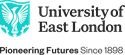 University of
East London
Pioneering Futures Since 1898